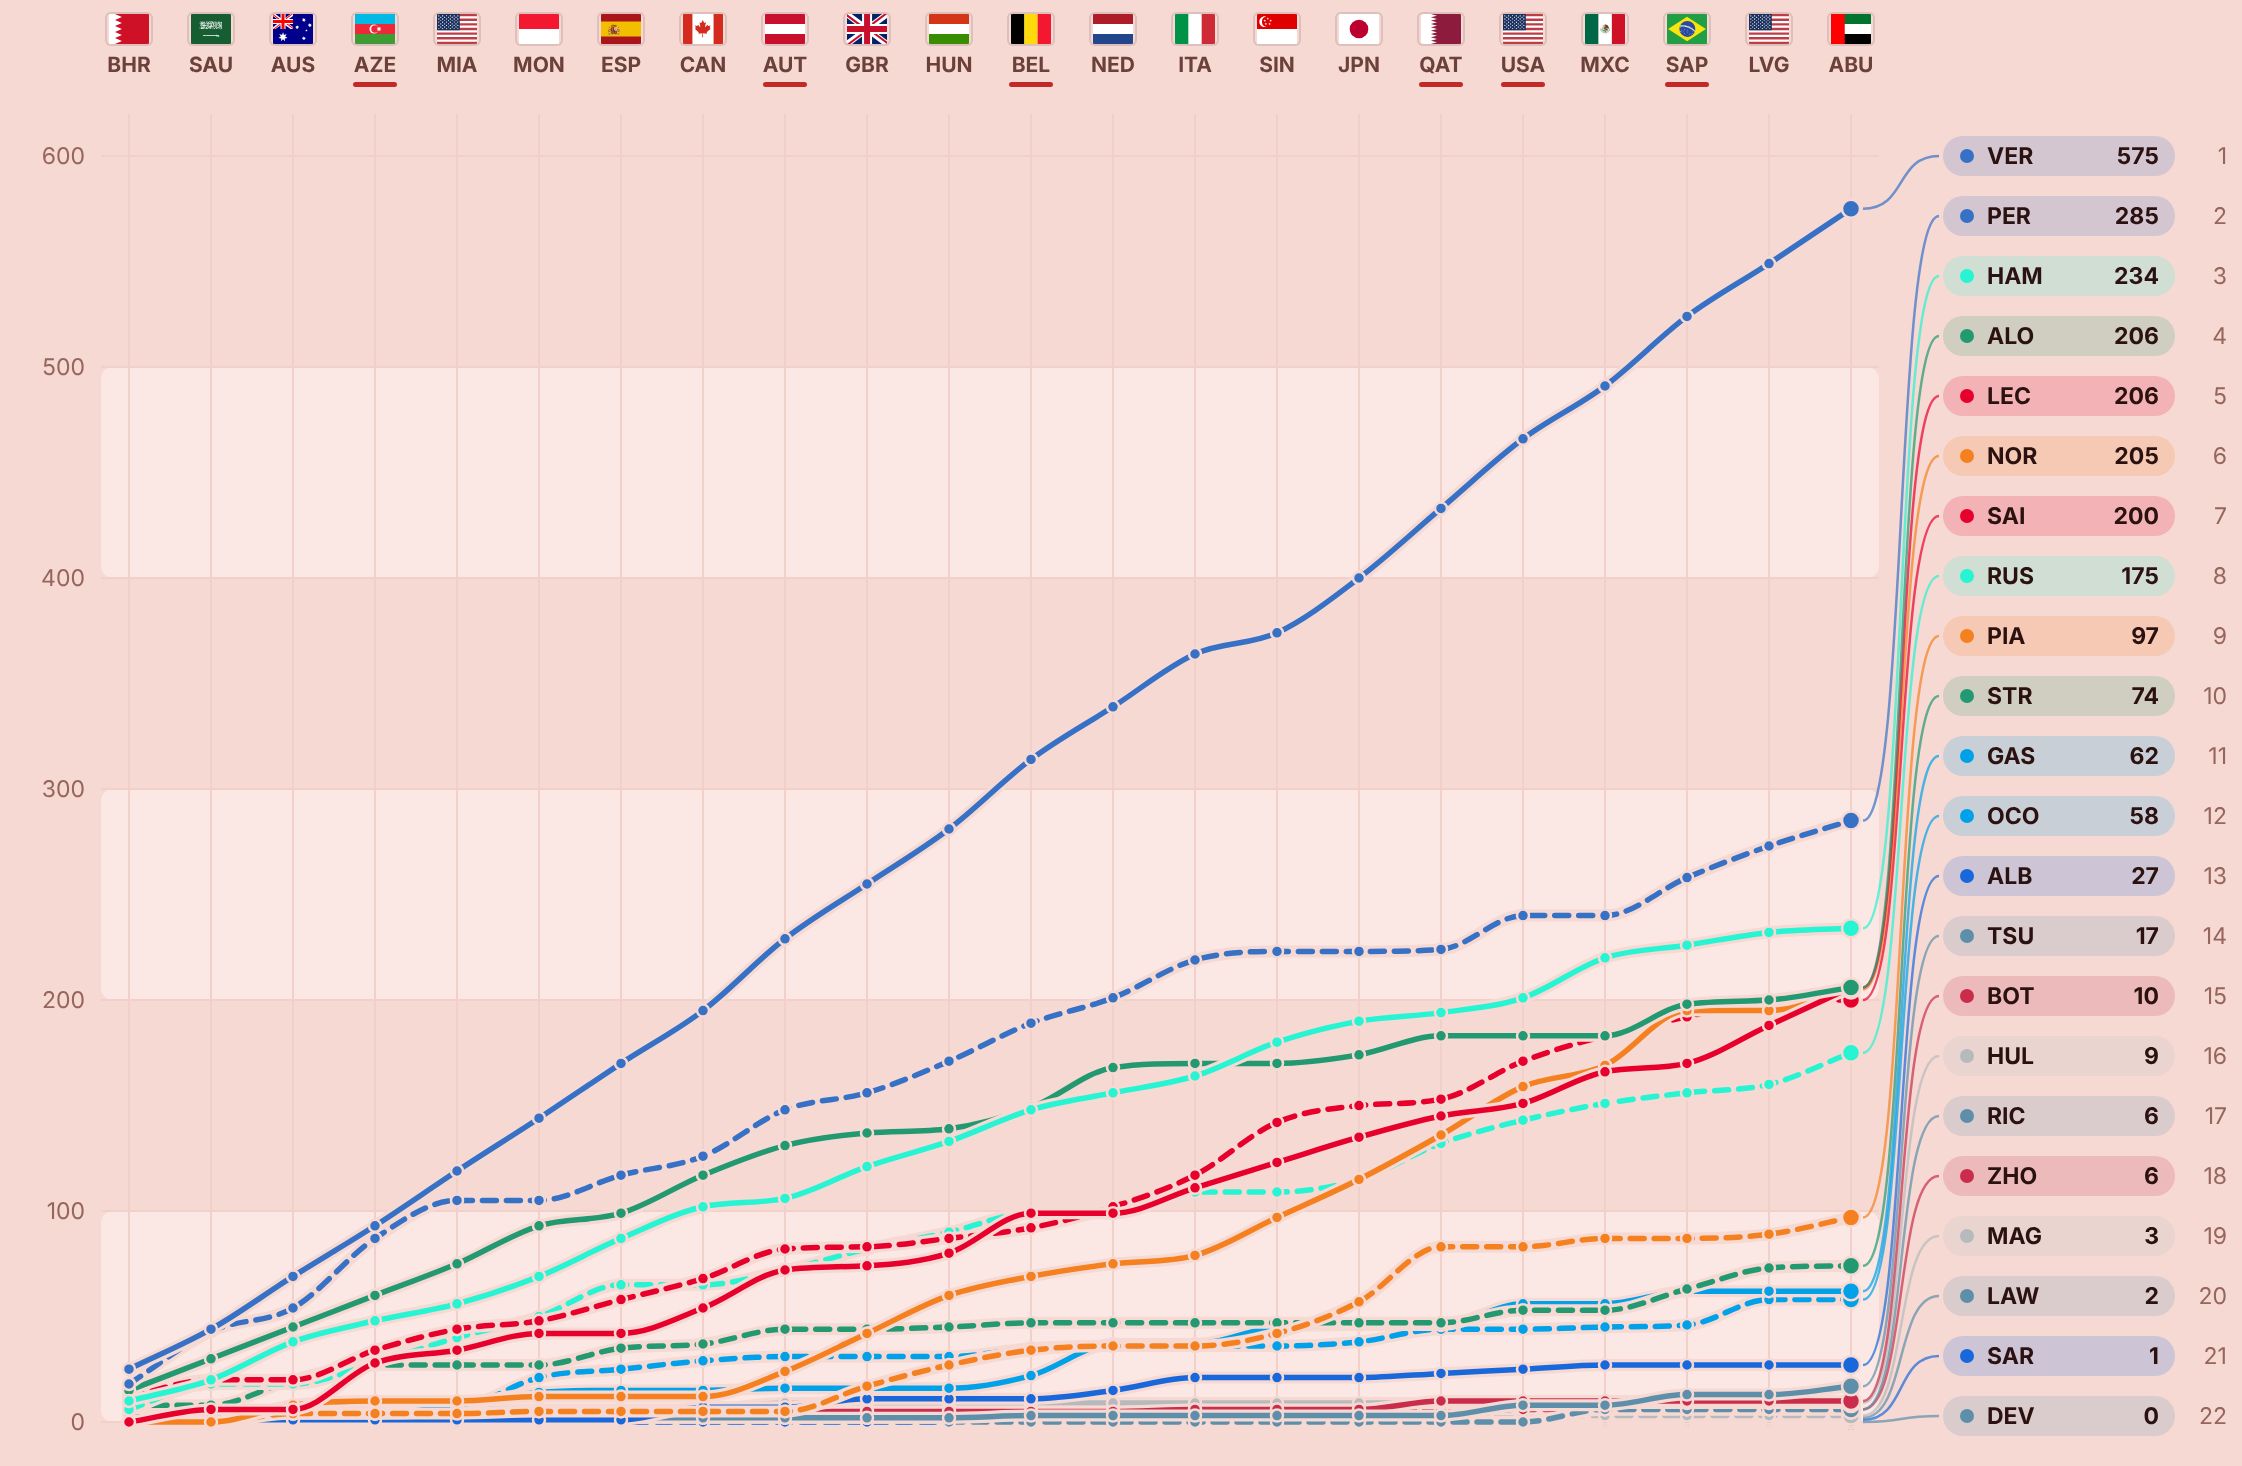 BHR SAU AUS AZE MIA MON ESP CAN AUT GBR HUN BEL NED ITA SIN JPN QAT USA MXC SAP LVG ABU
600
500
400
300
200
100
0
VER 575 1
PER 285 2
HAM 234 3
ALO 206 4
LEC 206 5
NOR 205 6
SAI 200 7
RUS 175 8
PIA 97 9
STR 74 10
GAS 62 11
OCO 58 12
ALB 27 13
TSU 17 14
BOT 10 15
HUL 9 16
RIC 6 17
ZHO 6 18
MAG 3 19
LAW 2 20
SAR 1 21
DEV 0 22